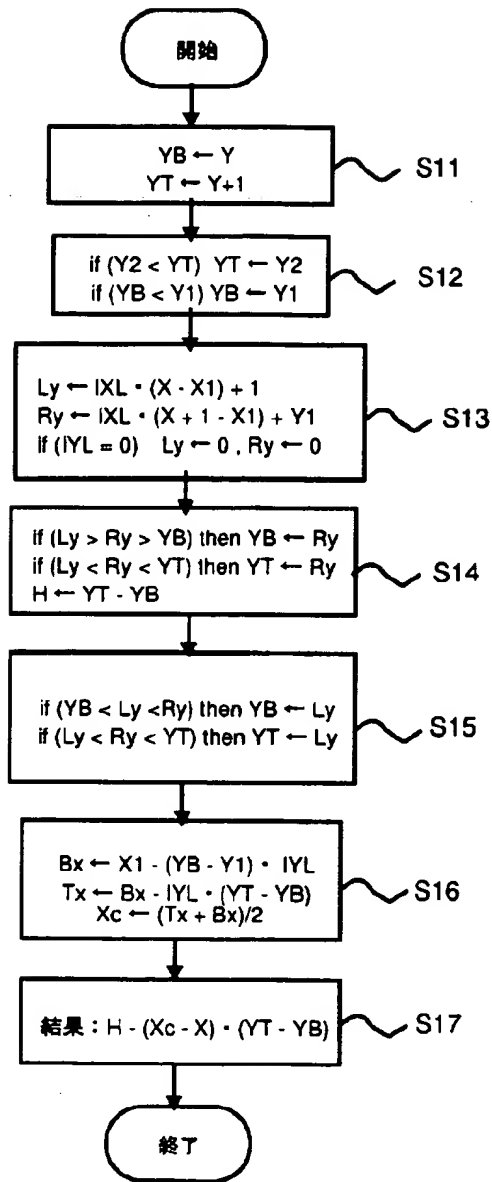 開始
YB ← Y
YT ← Y+1
S11
if (Y2 < YT) YT ← Y2
if (YB < Y1) YB ← Y1
S12
Ly ← IXL・(X - X1) + 1
Ry ← IXL・(X + 1 - X1) + Y1
if (IYL = 0) Ly ← 0 , Ry ← 0
S13
if (Ly > Ry > YB) then YB ← Ry
if (Ly < Ry < YT) then YT ← Ry
H ← YT - YB
S14
if (YB < Ly <Ry) then YB ← Ly
if (Ly < Ry < YT) then YT ← Ly
S15
Bx ← X1 - (YB - Y1)・ IYL
Tx ← Bx - IYL・(YT - YB)
Xc ← (Tx + Bx)/2
S16
結果：H - (Xc - X)・(YT - YB)
S17
終了